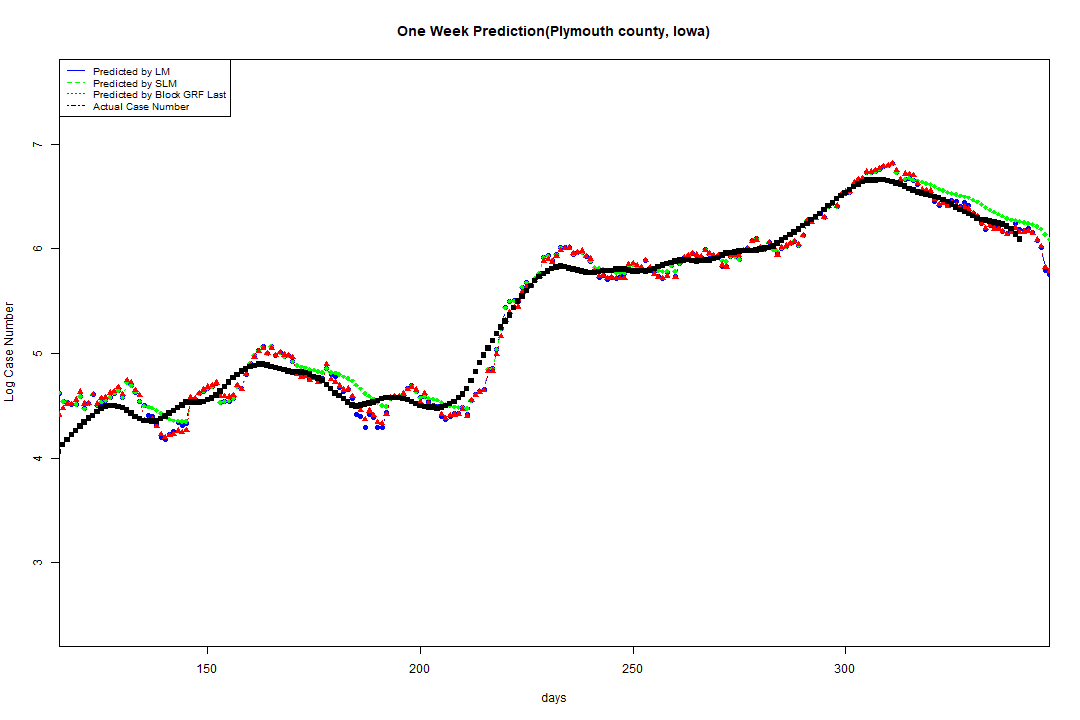 One Week Prediction(Plymouth county, Iowa)
Predicted by LM
Predicted by SLM
Predicted by Block GRF Last
Actual Case Number
7
6
5
4
3
Log Case Number
150
200
250
300
days